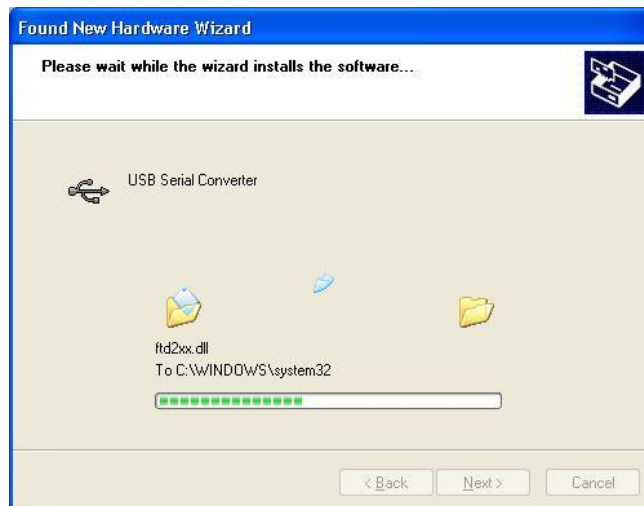 Found New Hardware Wizard
Please wait while the wizard installs the software...
USB Serial Converter
ftd2xx.dll
To C:\WINDOWS\system32
< Back Next > Cancel